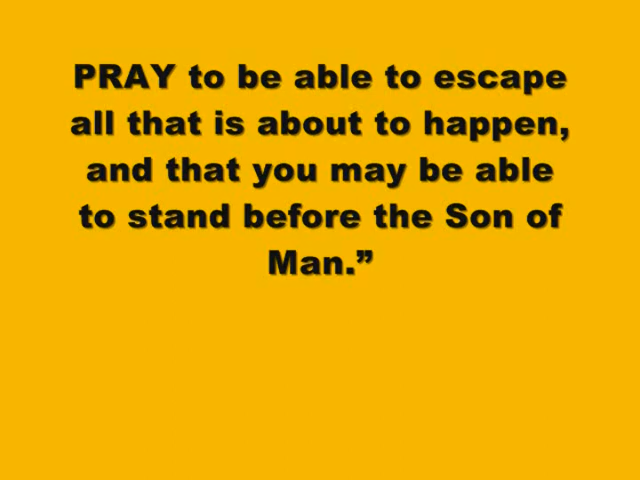 PRAY to be able to escape
all that is about to happen,
and that you may be able
to stand before the Son of
Man.”